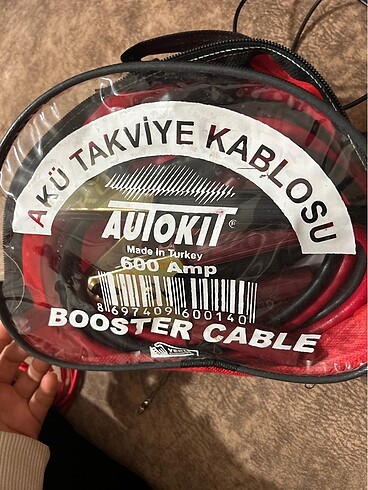 AKÜ TAKVİYE KABLOSU
AUTOKIT ®
Made in Turkey
600 Amp
8 697409 600140
BOOSTER CABLE